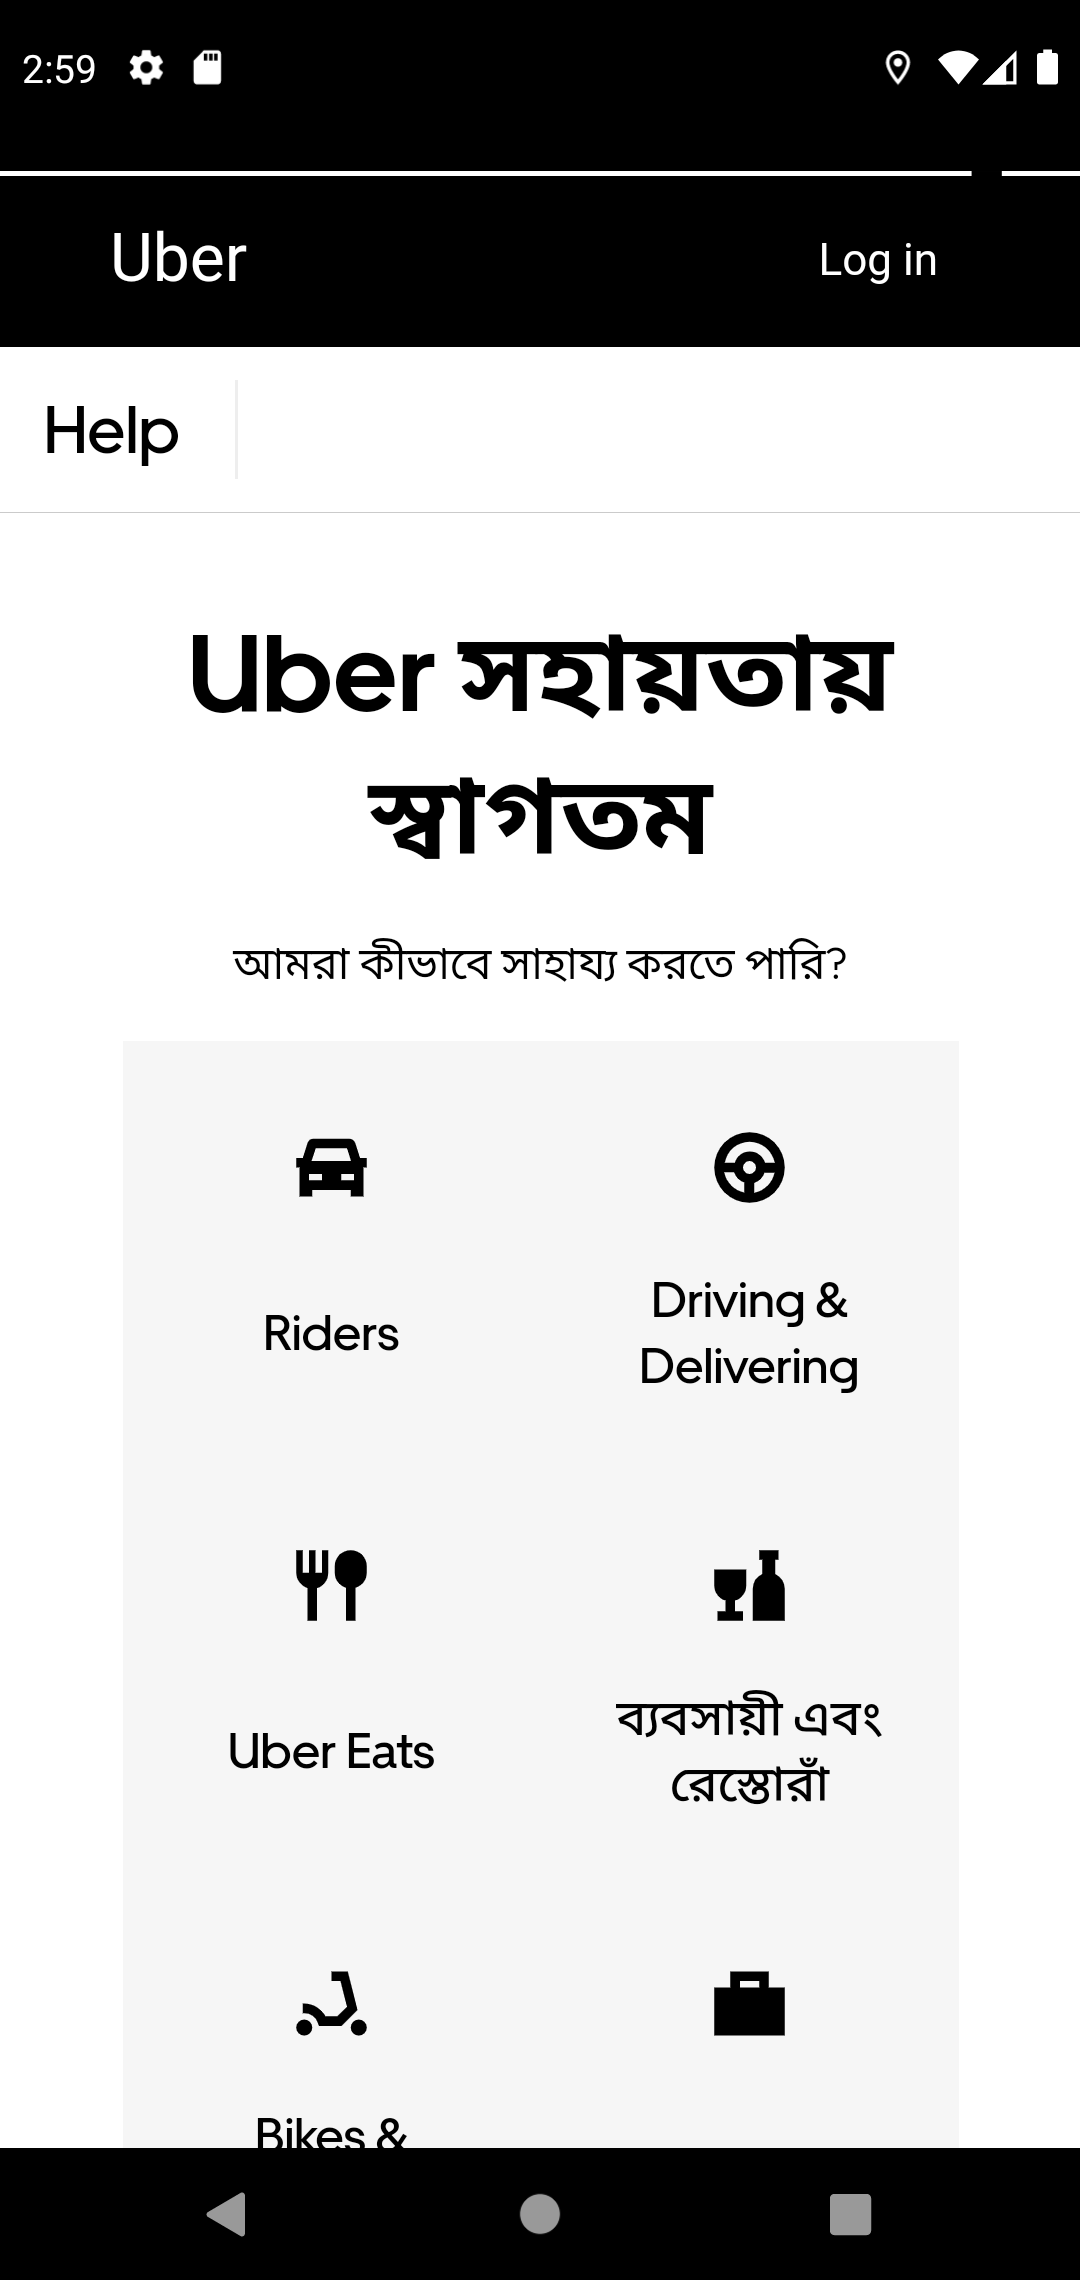 2:59
Uber
Log in
Help
Uber সহায়তায়
স্বাগতম
আমরা কীভাবে সাহায্য করতে পারি?
Riders
Driving &
Delivering
Uber Eats
ব্যবসায়ী এবং
রেস্তোরাঁ
Bikes &